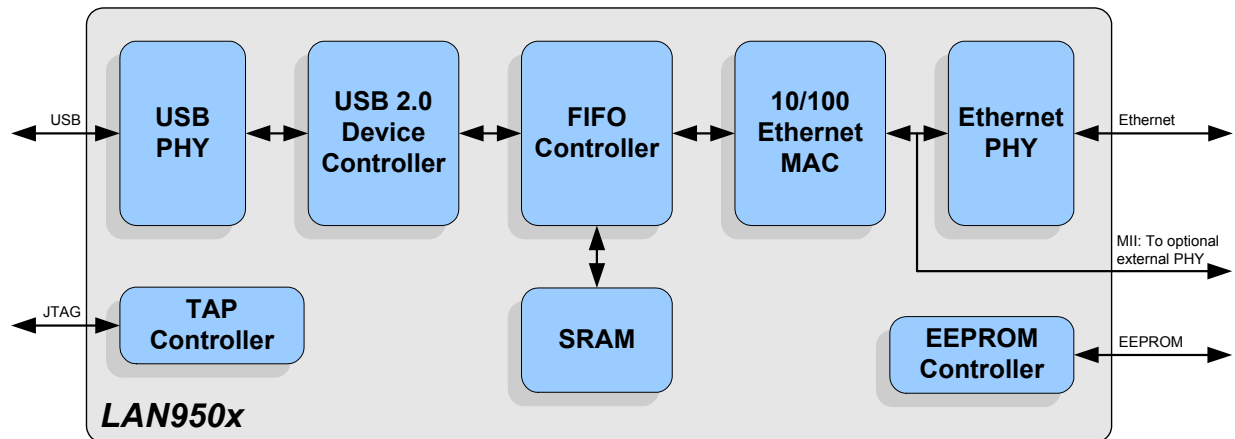 USB
USB
PHY
USB 2.0
Device
Controller
FIFO
Controller
10/100
Ethernet
MAC
Ethernet
PHY
Ethernet
MII: To optional
external PHY
JTAG
TAP
Controller
SRAM
EEPROM
Controller
EEPROM
LAN950x